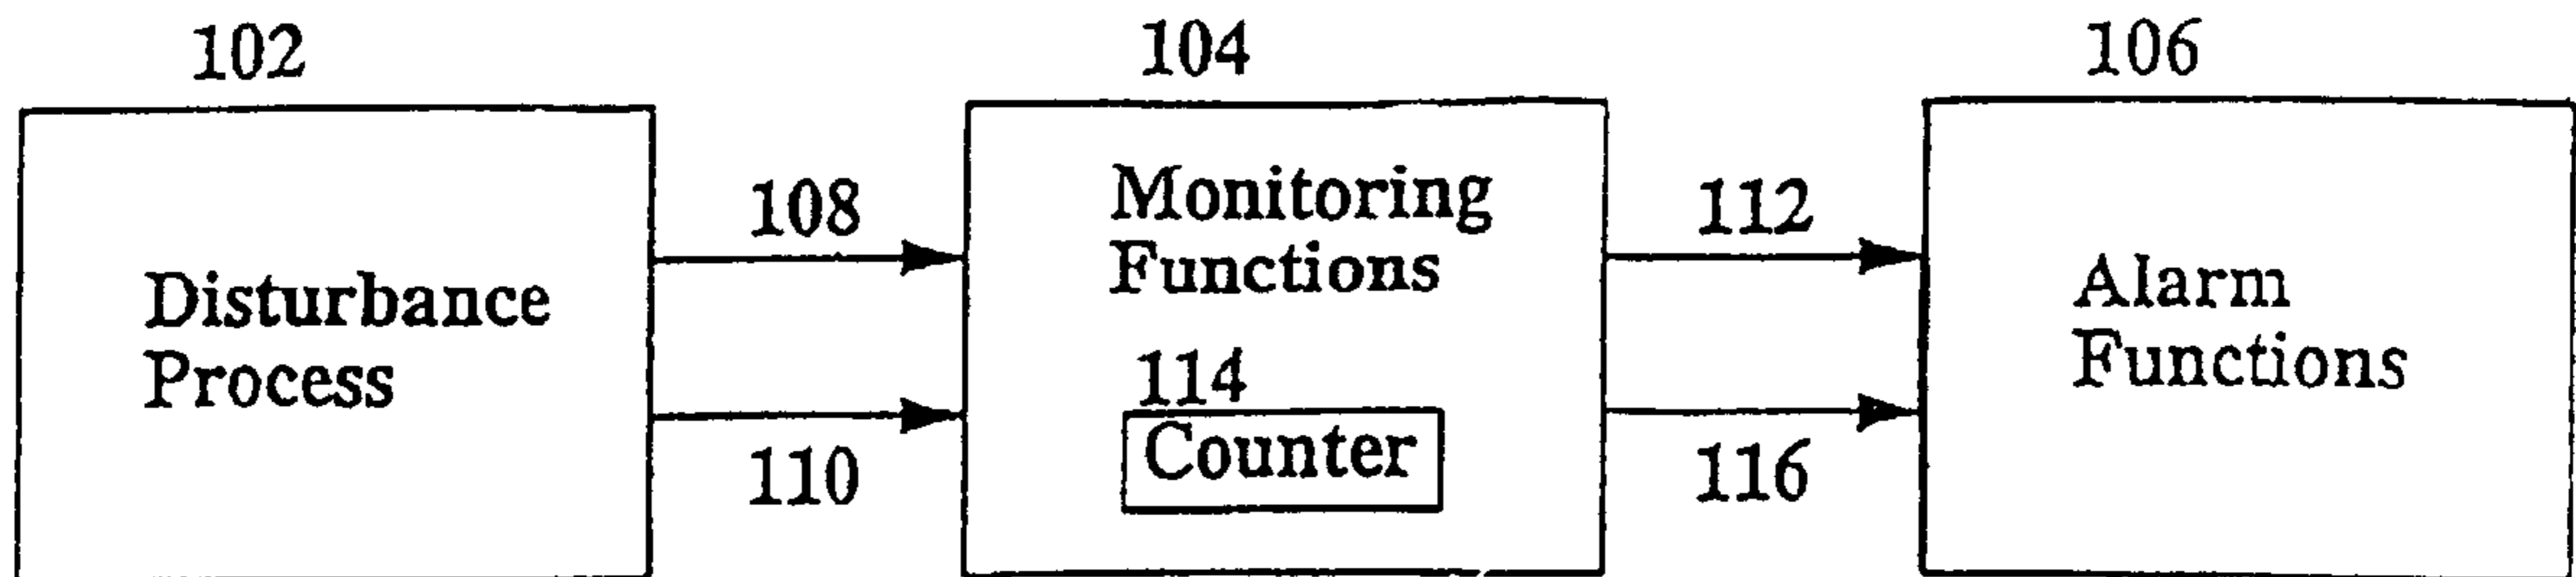 102
104
106
Disturbance
Process
108
110
Monitoring
Functions
114
Counter
112
116
Alarm
Functions